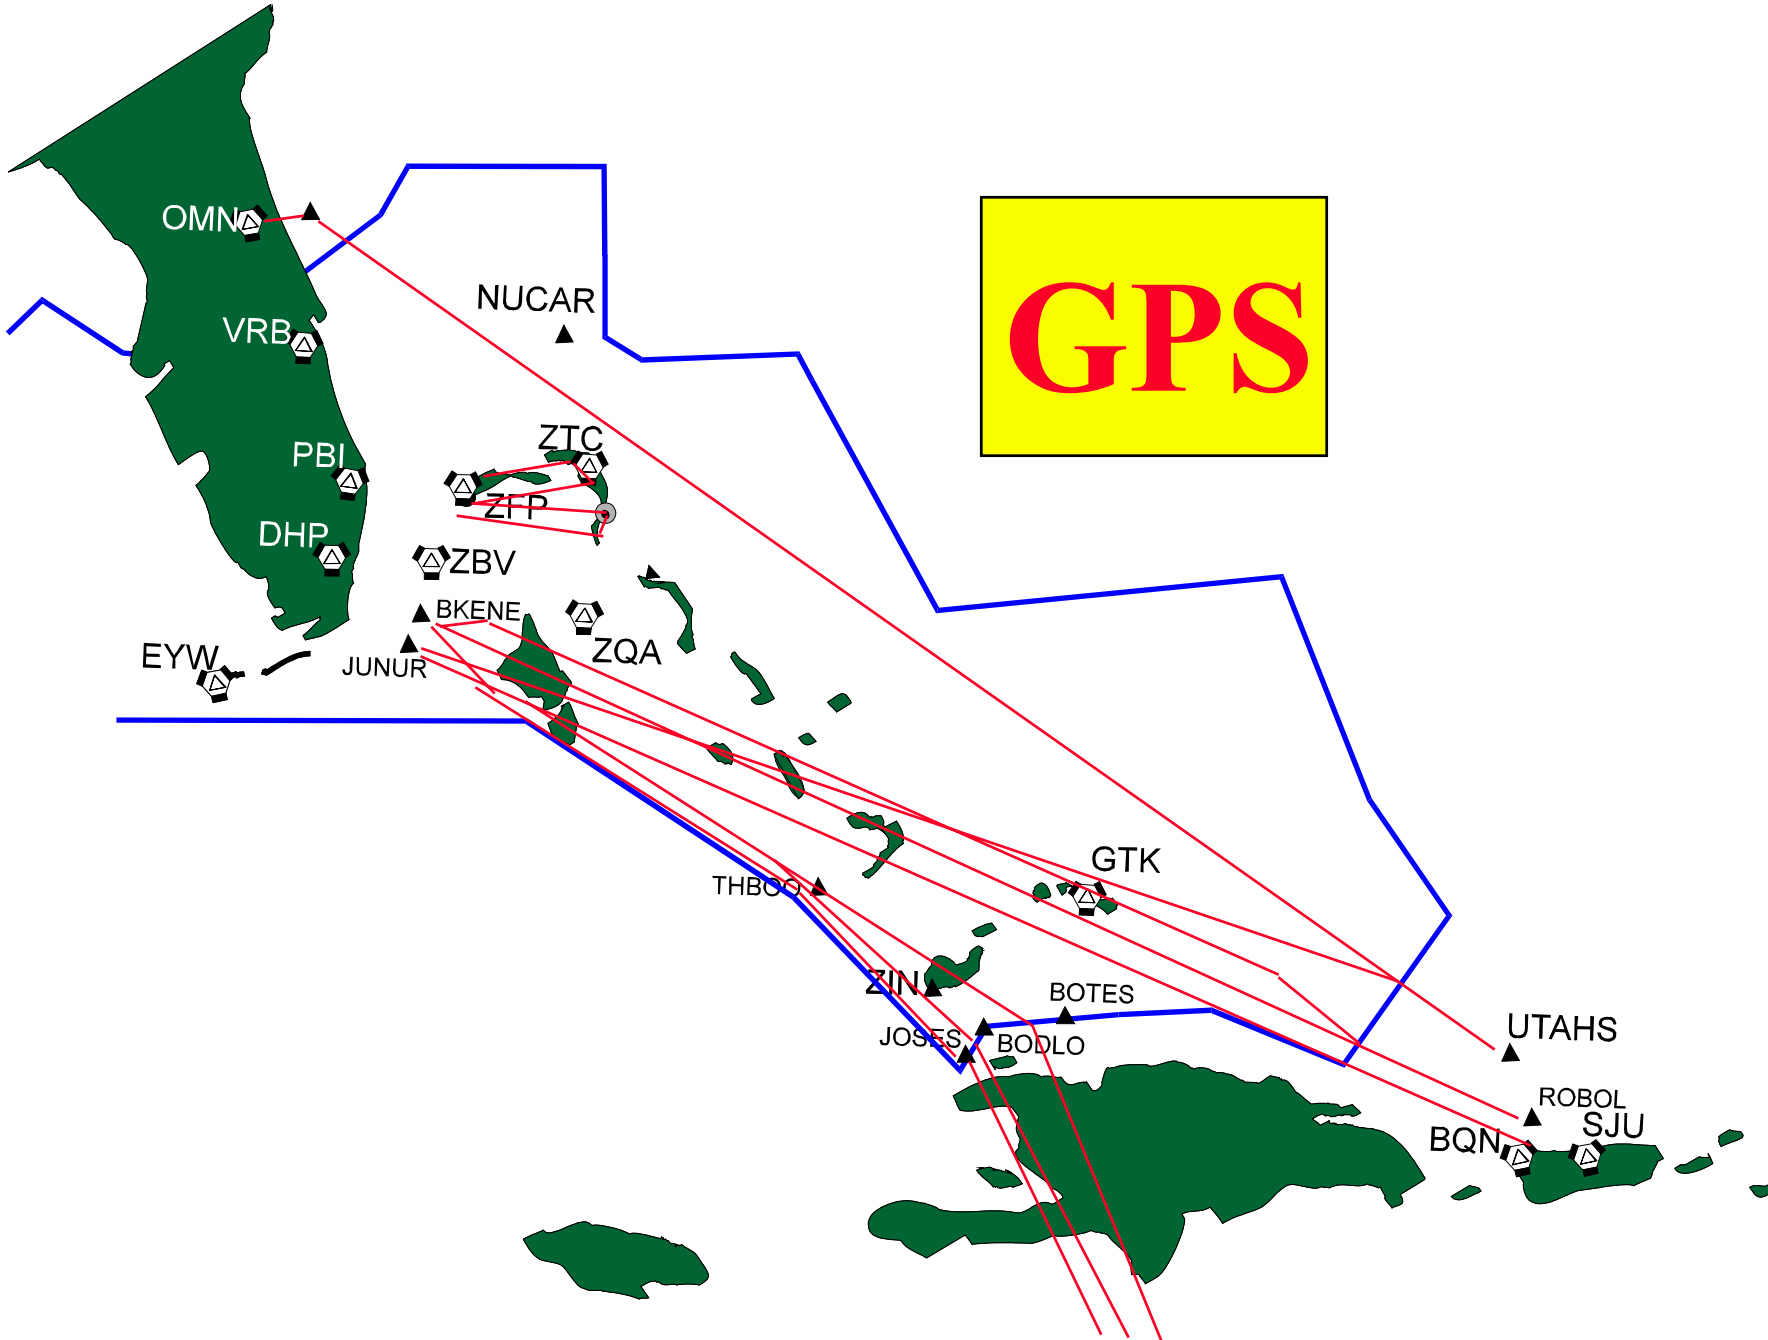 OMN
NUCAR
GPS
VRB
ZTC
PBI
ZFP
DHP
ZBV
BKENE
ZQA
EYW
JUNUR
GTK
THBOO
ZIN
BOTES
UTAHS
JOSES
BODLO
ROBOL
SJU
BQN